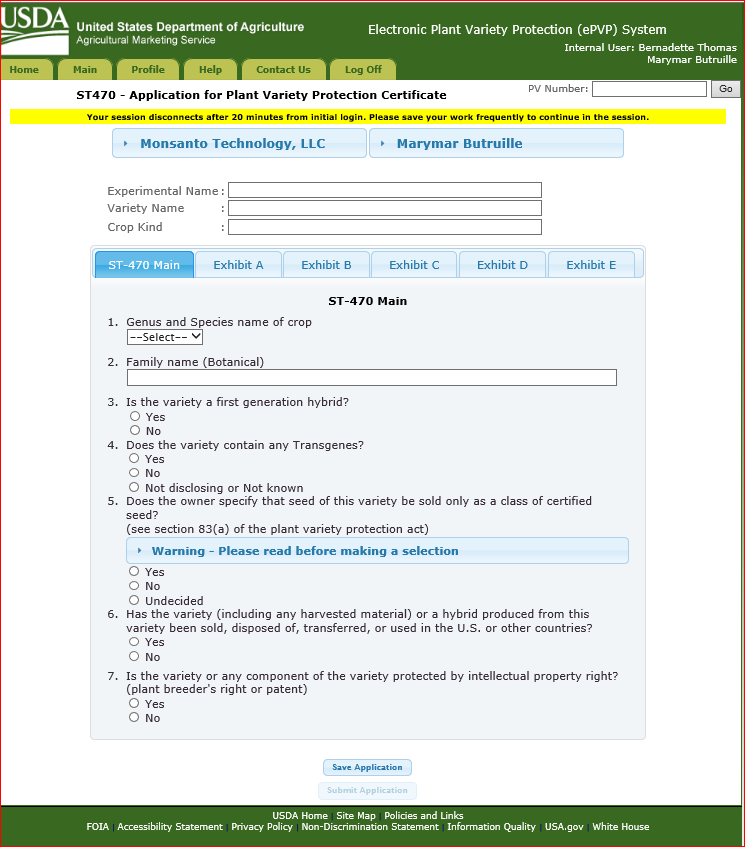 USDA
United States Department of Agriculture
Agricultural Marketing Service
Electronic Plant Variety Protection (ePVP) System
Internal User: Bernadette Thomas
Marymar Butruille
Home Main Profile Help Contact Us Log Off
PV Number: Go
ST470 - Application for Plant Variety Protection Certificate
Your session disconnects after 20 minutes from initial login. Please save your work frequently to continue in the session.
Monsanto Technology, LLC Marymar Butruille
Experimental Name :
Variety Name :
Crop Kind :
ST-470 Main Exhibit A Exhibit B Exhibit C Exhibit D Exhibit E
ST-470 Main
1. Genus and Species name of crop
--Select--
2. Family name (Botanical)
3. Is the variety a first generation hybrid?
Yes
No
4. Does the variety contain any Transgenes?
Yes
No
Not disclosing or Not known
5. Does the owner specify that seed of this variety be sold only as a class of certified
seed?
(see section 83(a) of the plant variety protection act)
Warning - Please read before making a selection
Yes
No
Undecided
6. Has the variety (including any harvested material) or a hybrid produced from this
variety been sold, disposed of, transferred, or used in the U.S. or other countries?
Yes
No
7. Is the variety or any component of the variety protected by intellectual property right?
(plant breeder's right or patent)
Yes
No
Save Application
Submit Application
USDA Home | Site Map | Policies and Links
FOIA | Accessibility Statement | Privacy Policy | Non-Discrimination Statement | Information Quality | USA.gov | White House